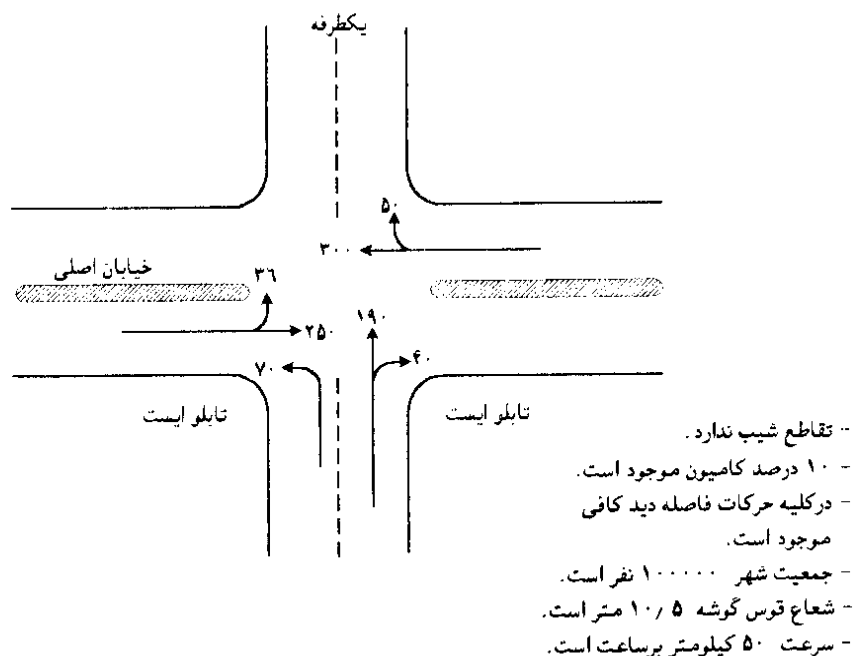 یکطرفه
۵۰
۳۰۰
خیابان اصلی
۳۶
۲۵۰
۱۹۰
۷۰
۴۰
تابلو ایست
تابلو ایست
- تقاطع شیب ندارد.
- ۱۰ درصد کامیون موجود است.
- درکلیه حرکات فاصله دید کافی
موجود است.
- جمعیت شهر ۱۰۰۰۰۰ نفر است.
- شعاع قوس گوشه ۱۰٫۵ متر است.
- سرعت ۵۰ کیلومتر برساعت است.